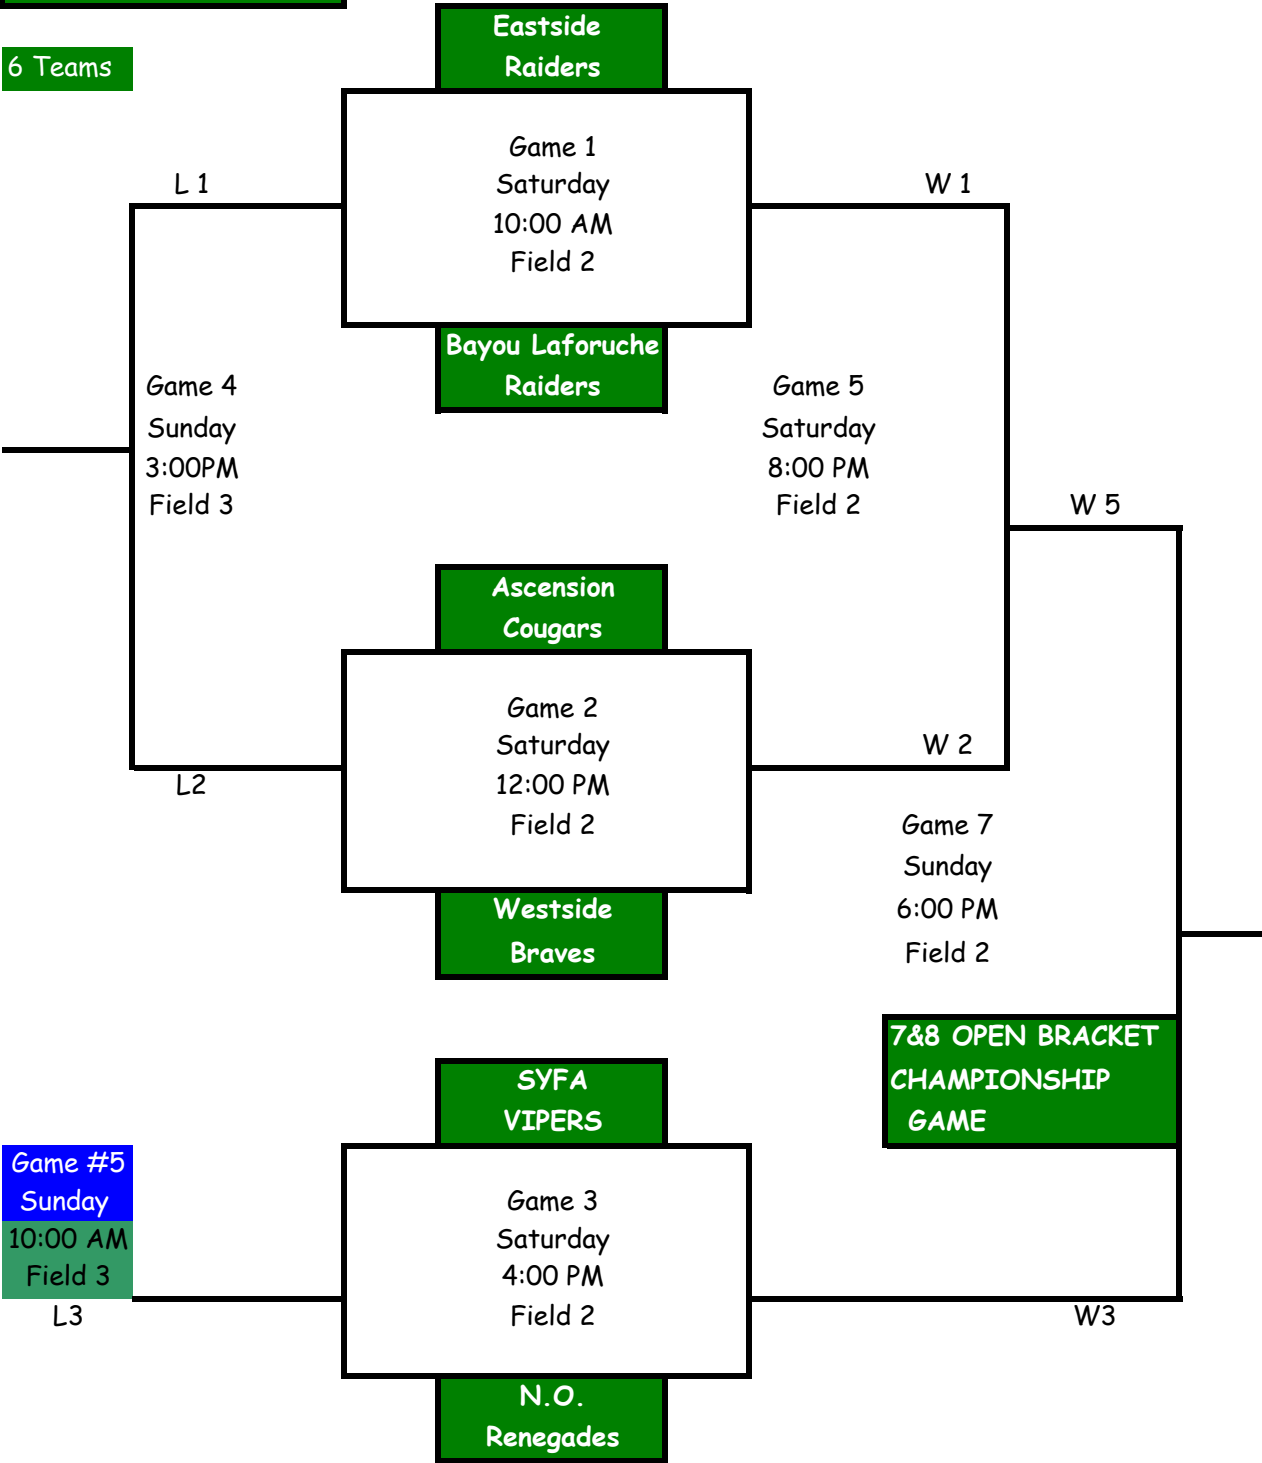 6 Teams
Eastside
Raiders
Game 1
Saturday
10:00 AM
Field 2
L 1
W 1
Bayou Laforuche
Raiders
Game 4
Sunday
3:00PM
Field 3
Game 5
Saturday
8:00 PM
Field 2
W 5
Ascension
Cougars
Game 2
Saturday
12:00 PM
Field 2
L2
W 2
Westside
Braves
Game 7
Sunday
6:00 PM
Field 2
7&8 OPEN BRACKET
CHAMPIONSHIP
GAME
SYFA
VIPERS
Game #5
Sunday
10:00 AM
Field 3
L3
Game 3
Saturday
4:00 PM
Field 2
W3
N.O.
Renegades